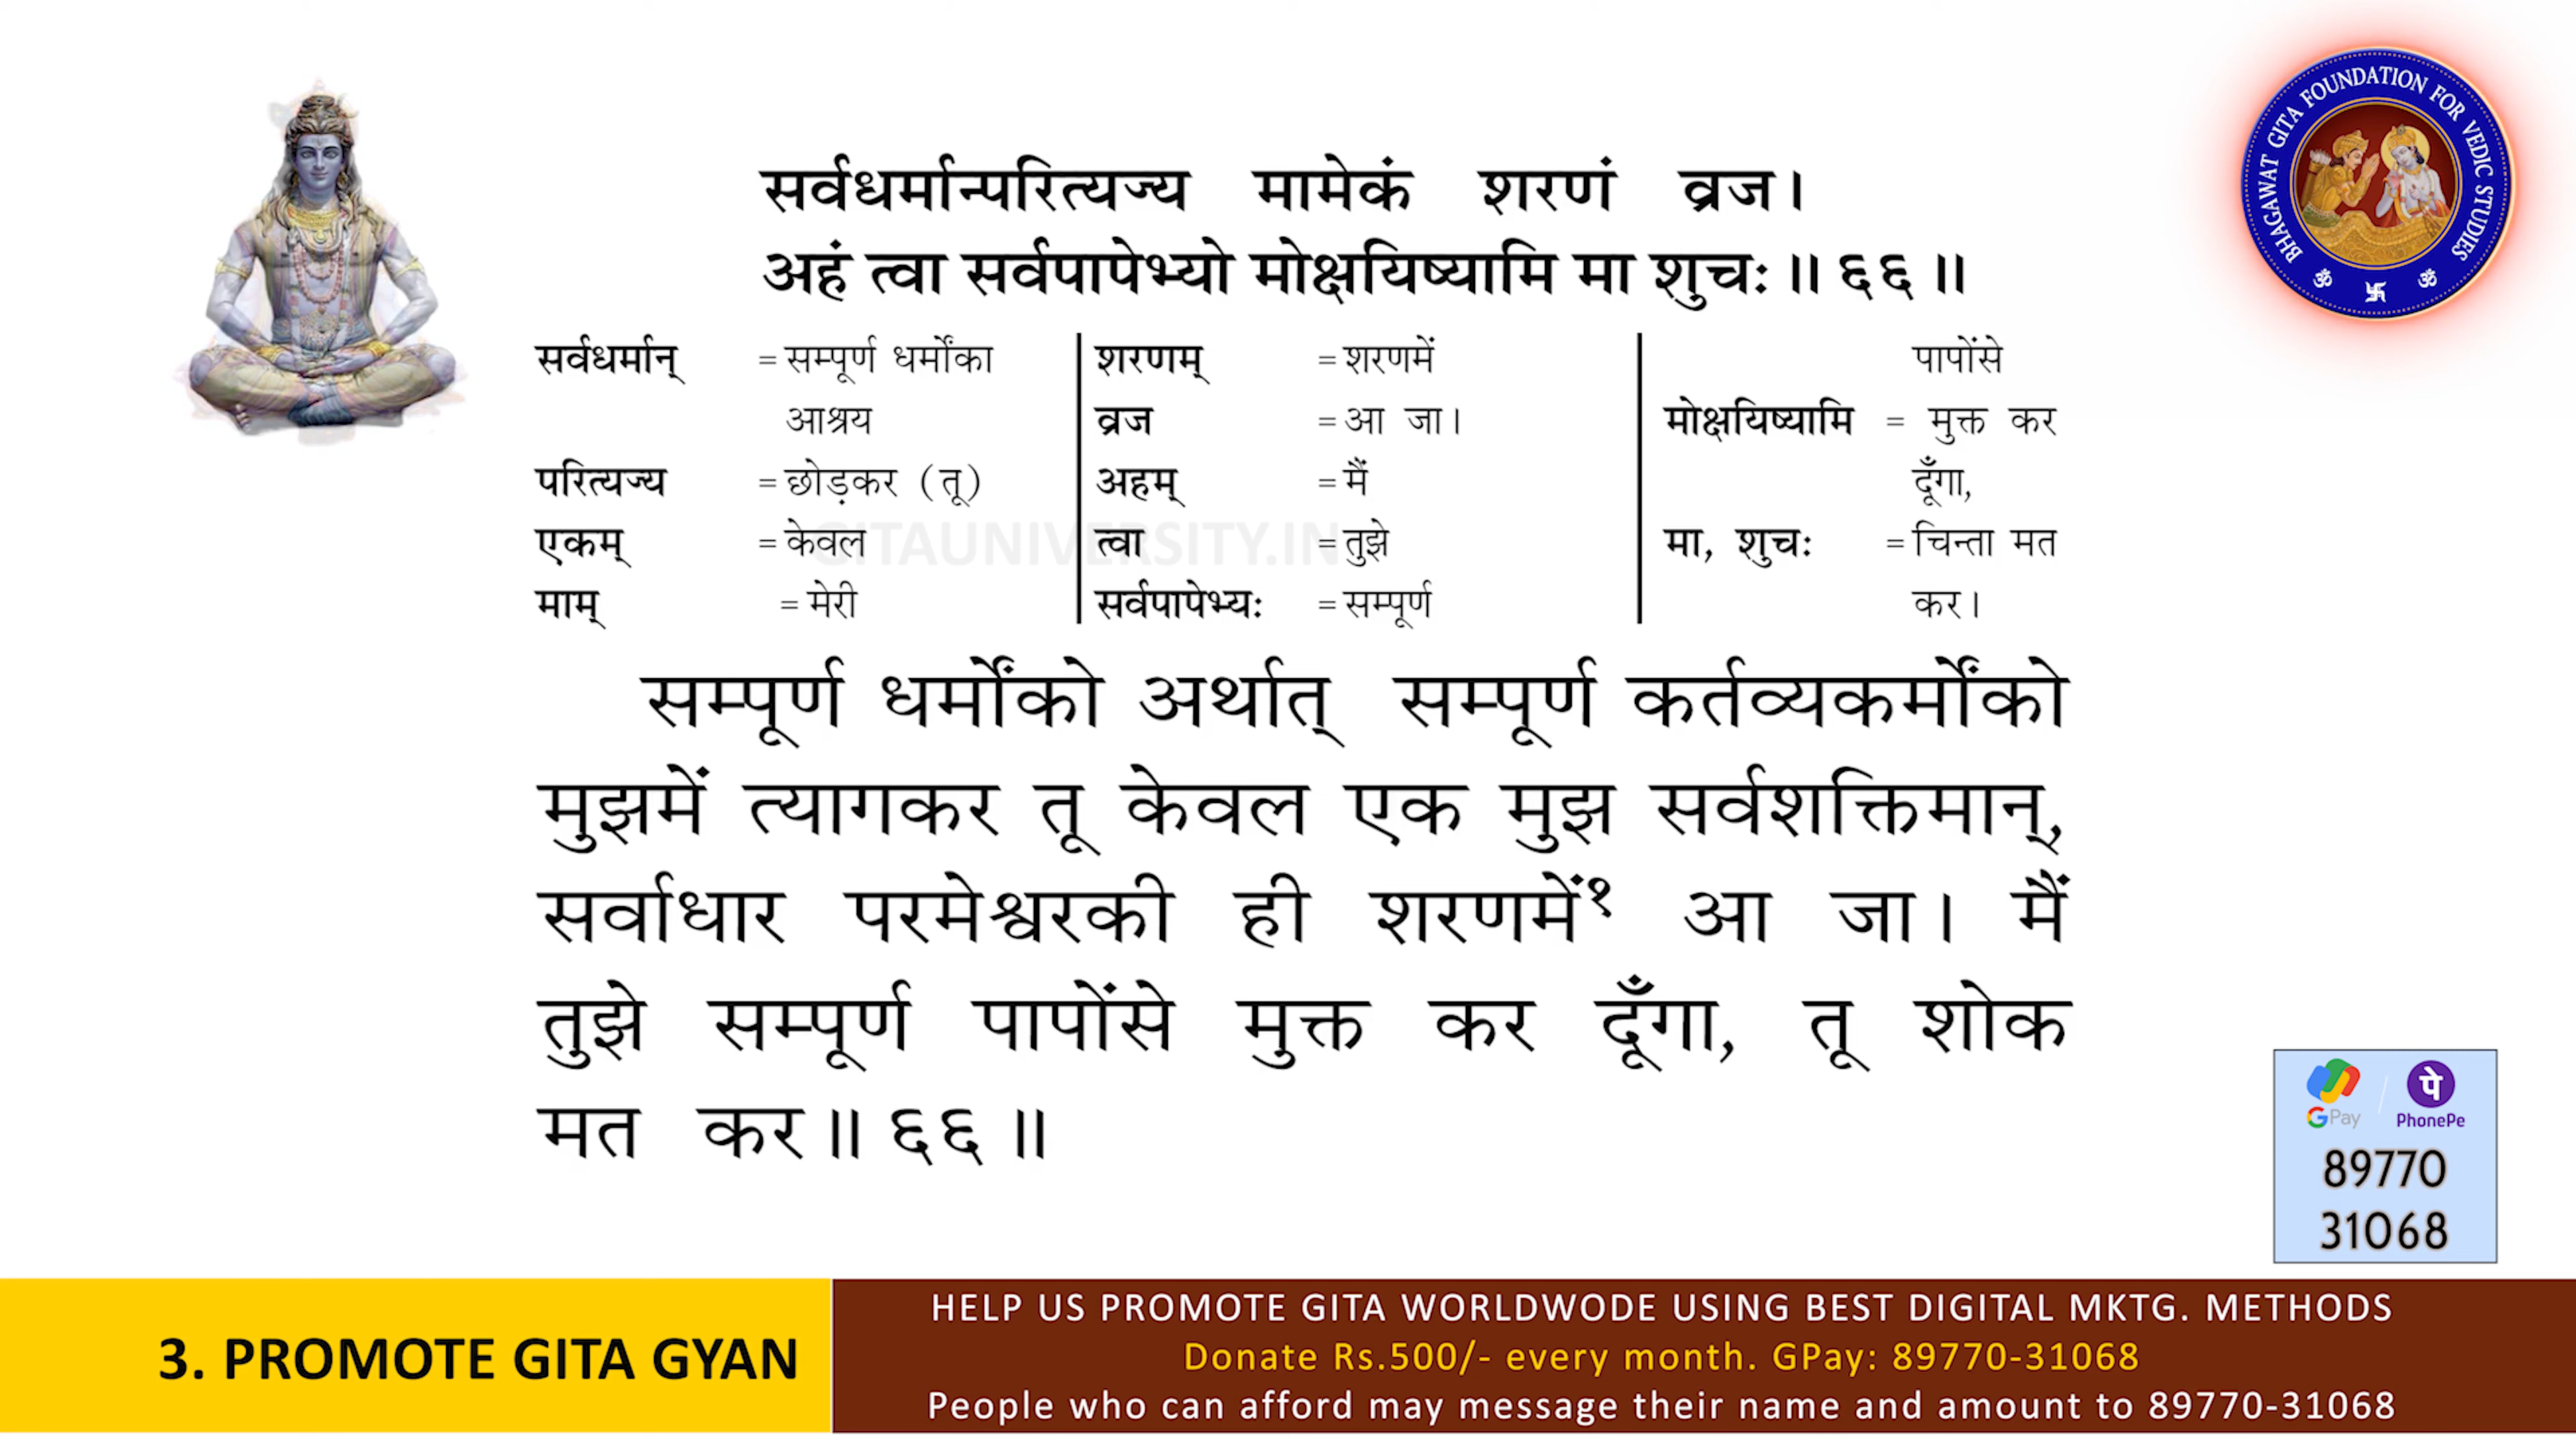 सर्वधर्मान्परित्यज्य मामेकं शरणं व्रज।
अहं त्वा सर्वपापेभ्यो मोक्षयिष्यामि मा शुचः॥ ६६॥
सर्वधर्मान् = सम्पूर्ण धर्मोंका
आश्रय
परित्यज्य = छोड़कर (तू)
एकम् = केवल
माम् = मेरी
शरणम् = शरणमें
व्रज = आ जा।
अहम् = मैं
त्वा = तुझे
सर्वपापेभ्यः = सम्पूर्ण
पापोंसे
मोक्षयिष्यामि = मुक्त कर
दूँगा,
मा, शुचः = चिन्ता मत
कर।
GITAUNIVERSITY.IN
सम्पूर्ण धर्मोंको अर्थात् सम्पूर्ण कर्तव्यकर्मोंको
मुझमें त्यागकर तू केवल एक मुझ सर्वशक्तिमान्,
सर्वाधार परमेश्वरकी ही शरणमें१ आ जा। मैं
तुझे सम्पूर्ण पापोंसे मुक्त कर दूँगा, तू शोक
मत कर॥ ६६॥
BHAGAWAT GITA FOUNDATION FOR VEDIC STUDIES
ॐ 卐 ॐ
GPay पे PhonePe
89770
31068
3. PROMOTE GITA GYAN
HELP US PROMOTE GITA WORLDWODE USING BEST DIGITAL MKTG. METHODS
Donate Rs.500/- every month. GPay: 89770-31068
People who can afford may message their name and amount to 89770-31068